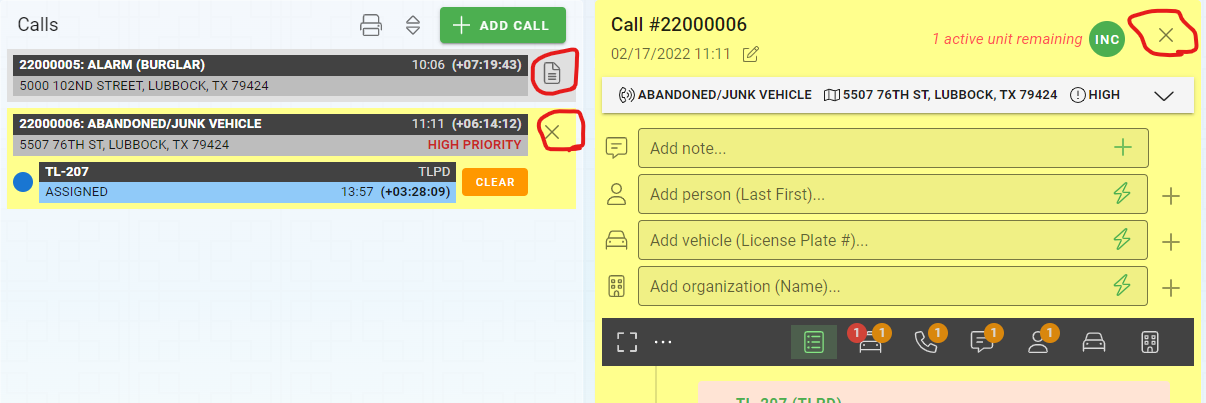 Calls
ADD CALL
22000005: ALARM (BURGLAR) 10:06 (+07:19:43)
5000 102ND STREET, LUBBOCK, TX 79424
22000006: ABANDONED/JUNK VEHICLE 11:11 (+06:14:12)
5507 76TH ST, LUBBOCK, TX 79424 HIGH PRIORITY
TL-207 TLPD
ASSIGNED 13:57 (+03:28:09)
CLEAR
Call #22000006
02/17/2022 11:11
1 active unit remaining INC
ABANDONED/JUNK VEHICLE 5507 76TH ST, LUBBOCK, TX 79424 HIGH
Add note...
Add person (Last First)...
Add vehicle (License Plate #)...
Add organization (Name)...
1 1 1 1 1
TL-207 (TLPD)